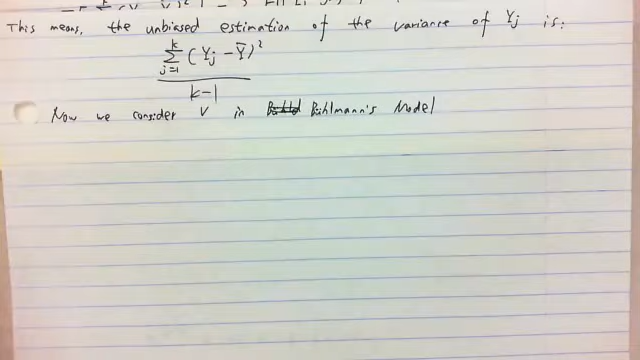 This means, the unbiased estimation of the variance of Yj is:
k
∑ (Yj - Ȳ)²
j=1
k-1
Now we consider V in Bühlmann's Model